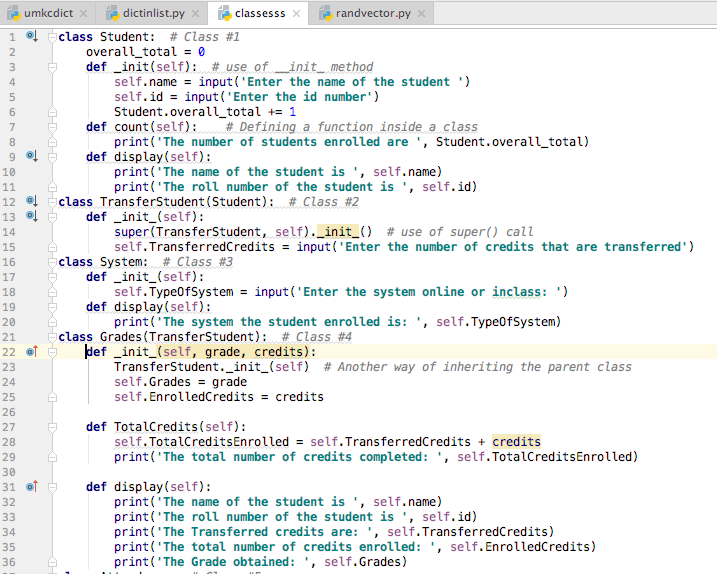 umkcdict dictinlist.py classesss randvector.py
1 class Student:  # Class #1
2     overall_total = 0
3     def _init(self):  # use of __init_ method
4         self.name = input('Enter the name of the student ')
5         self.id = input('Enter the id number')
6         Student.overall_total += 1
7     def count(self):    # Defining a function inside a class
8         print('The number of students enrolled are ', Student.overall_total)
9     def display(self):
10         print('The name of the student is ', self.name)
11         print('The roll number of the student is ', self.id)
12 class TransferStudent(Student):  # Class #2
13     def _init_(self):
14         super(TransferStudent, self)._init_()  # use of super() call
15         self.TransferredCredits = input('Enter the number of credits that are transferred')
16 class System:  # Class #3
17     def _init_(self):
18         self.TypeOfSystem = input('Enter the system online or inclass: ')
19     def display(self):
20         print('The system the student enrolled is: ', self.TypeOfSystem)
21 class Grades(TransferStudent):  # Class #4
22     def _init_(self, grade, credits):
23         TransferStudent._init_(self)  # Another way of inheriting the parent class
24         self.Grades = grade
25         self.EnrolledCredits = credits
26
27     def TotalCredits(self):
28         self.TotalCreditsEnrolled = self.TransferredCredits + credits
29         print('The total number of credits completed: ', self.TotalCreditsEnrolled)
30
31     def display(self):
32         print('The name of the student is ', self.name)
33         print('The roll number of the student is ', self.id)
34         print('The Transferred credits are: ', self.TransferredCredits)
35         print('The total number of credits enrolled: ', self.EnrolledCredits)
36         print('The Grade obtained: ', self.Grades)